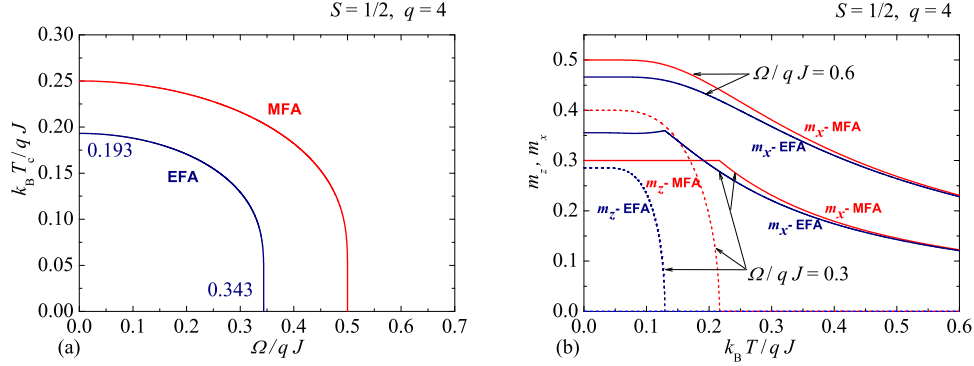 S = 1/2, q = 4
k_B T_c / q J
0.30
0.25
0.20
0.15
0.10
0.05
0.00
MFA
0.193
EFA
0.343
0.0 0.1 0.2 0.3 0.4 0.5 0.6 0.7
(a)
Ω / q J
S = 1/2, q = 4
m_z, m_x
0.5
0.4
0.3
0.2
0.1
0.0
Ω / q J = 0.6
m_x- MFA
m_x- EFA
m_z- MFA
m_z- EFA
m_x- MFA
m_x- EFA
Ω / q J = 0.3
0.0 0.1 0.2 0.3 0.4 0.5 0.6
(b)
k_B T / q J